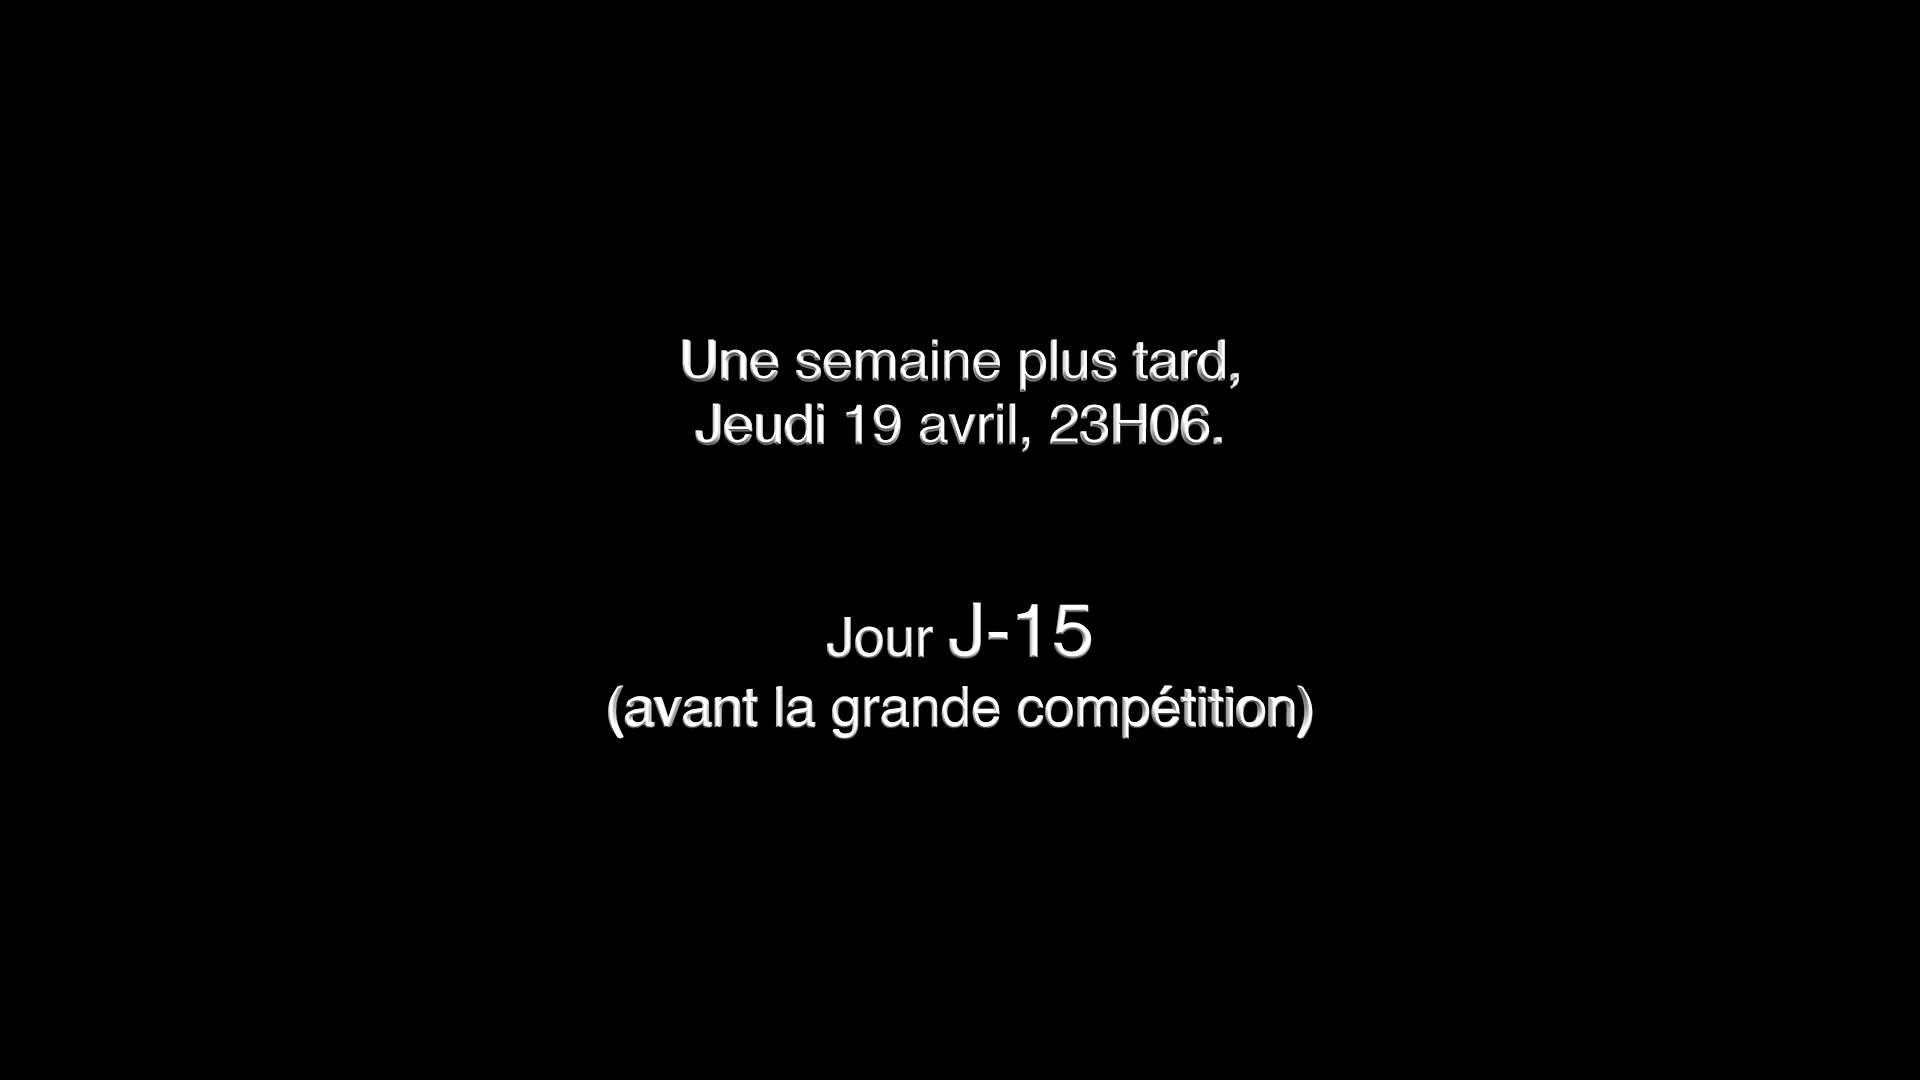 Une semaine plus tard,
Jeudi 19 avril, 23H06.
Jour J-15
(avant la grande compétition)